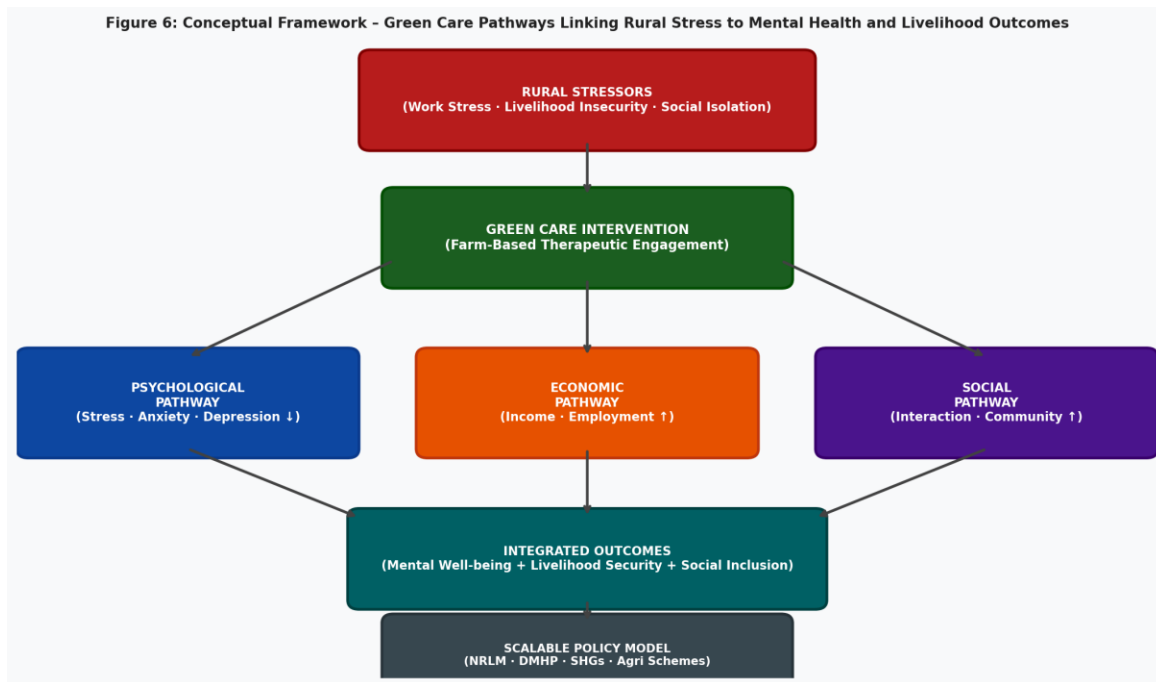 Figure 6: Conceptual Framework – Green Care Pathways Linking Rural Stress to Mental Health and Livelihood Outcomes
RURAL STRESSORS
(Work Stress · Livelihood Insecurity · Social Isolation)
GREEN CARE INTERVENTION
(Farm-Based Therapeutic Engagement)
PSYCHOLOGICAL
PATHWAY
(Stress · Anxiety · Depression ↓)
ECONOMIC
PATHWAY
(Income · Employment ↑)
SOCIAL
PATHWAY
(Interaction · Community ↑)
INTEGRATED OUTCOMES
(Mental Well-being + Livelihood Security + Social Inclusion)
SCALABLE POLICY MODEL
(NRLM · DMHP · SHGs · Agri Schemes)